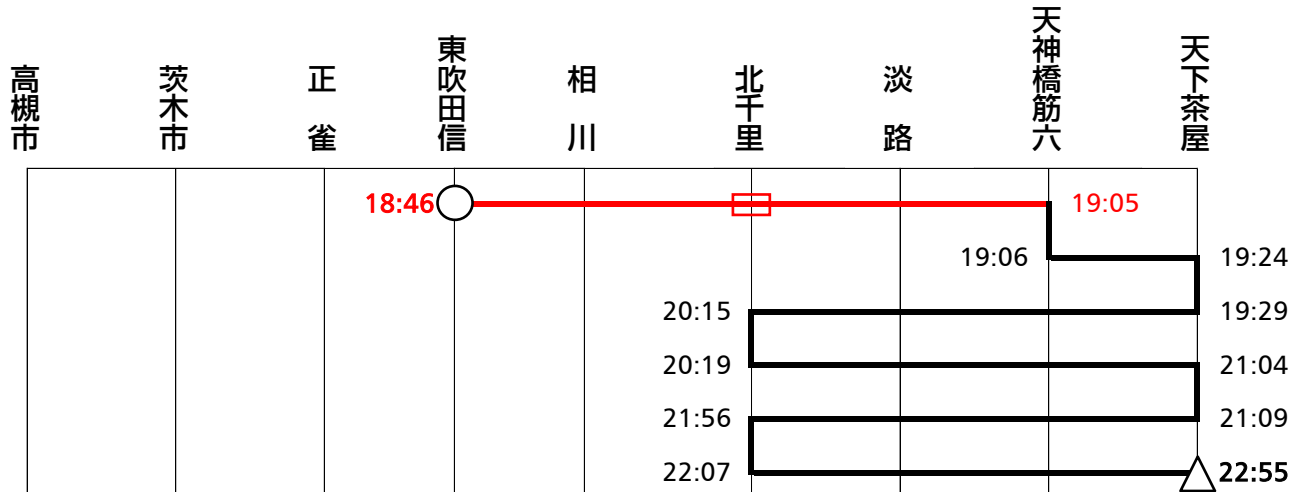 高槻市
茨木市
正雀
東吹田信
相川
北千里
淡路
天神橋筋六
天下茶屋
18:46 19:05
19:06 19:24
20:15 19:29
20:19 21:04
21:56 21:09
22:07 22:55